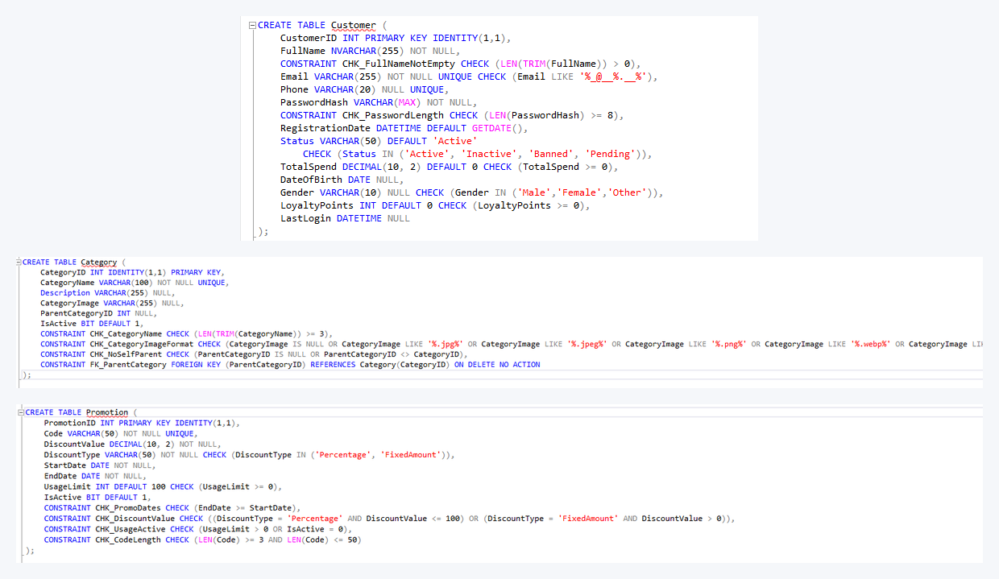 CREATE TABLE Customer (
CustomerID INT PRIMARY KEY IDENTITY(1,1),
FullName NVARCHAR(255) NOT NULL,
CONSTRAINT CHK_FullNameNotEmpty CHECK (LEN(TRIM(FullName)) > 0),
Email VARCHAR(255) NOT NULL UNIQUE CHECK (Email LIKE '%_@__%.__%'),
Phone VARCHAR(20) NULL UNIQUE,
PasswordHash VARCHAR(MAX) NOT NULL,
CONSTRAINT CHK_PasswordLength CHECK (LEN(PasswordHash) >= 8),
RegistrationDate DATETIME DEFAULT GETDATE(),
Status VARCHAR(50) DEFAULT 'Active'
CHECK (Status IN ('Active', 'Inactive', 'Banned', 'Pending')),
TotalSpend DECIMAL(10, 2) DEFAULT 0 CHECK (TotalSpend >= 0),
DateOfBirth DATE NULL,
Gender VARCHAR(10) NULL CHECK (Gender IN ('Male','Female','Other')),
LoyaltyPoints INT DEFAULT 0 CHECK (LoyaltyPoints >= 0),
LastLogin DATETIME NULL
);
CREATE TABLE Category (
CategoryID INT IDENTITY(1,1) PRIMARY KEY,
CategoryName VARCHAR(100) NOT NULL UNIQUE,
Description VARCHAR(255) NULL,
CategoryImage VARCHAR(255) NULL,
ParentCategoryID INT NULL,
IsActive BIT DEFAULT 1,
CONSTRAINT CHK_CategoryName CHECK (LEN(TRIM(CategoryName)) >= 3),
CONSTRAINT CHK_CategoryImageFormat CHECK (CategoryImage IS NULL OR CategoryImage LIKE '%.jpg%' OR CategoryImage LIKE '%.jpeg%' OR CategoryImage LIKE '%.png%' OR CategoryImage LIKE '%.webp%' OR CategoryImage
CONSTRAINT CHK_NoSelfParent CHECK (ParentCategoryID IS NULL OR ParentCategoryID <> CategoryID),
CONSTRAINT FK_ParentCategory FOREIGN KEY (ParentCategoryID) REFERENCES Category(CategoryID) ON DELETE NO ACTION
);
CREATE TABLE Promotion (
PromotionID INT PRIMARY KEY IDENTITY(1,1),
Code VARCHAR(50) NOT NULL UNIQUE,
DiscountValue DECIMAL(10, 2) NOT NULL,
DiscountType VARCHAR(50) NOT NULL CHECK (DiscountType IN ('Percentage', 'FixedAmount')),
StartDate DATE NOT NULL,
EndDate DATE NOT NULL,
UsageLimit INT DEFAULT 100 CHECK (UsageLimit >= 0),
IsActive BIT DEFAULT 1,
CONSTRAINT CHK_PromoDates CHECK (EndDate >= StartDate),
CONSTRAINT CHK_DiscountValue CHECK ((DiscountType = 'Percentage' AND DiscountValue <= 100) OR (DiscountType = 'FixedAmount' AND DiscountValue > 0)),
CONSTRAINT CHK_UsageActive CHECK (UsageLimit > 0 OR IsActive = 0),
CONSTRAINT CHK_CodeLength CHECK (LEN(Code) >= 3 AND LEN(Code) <= 50)
);